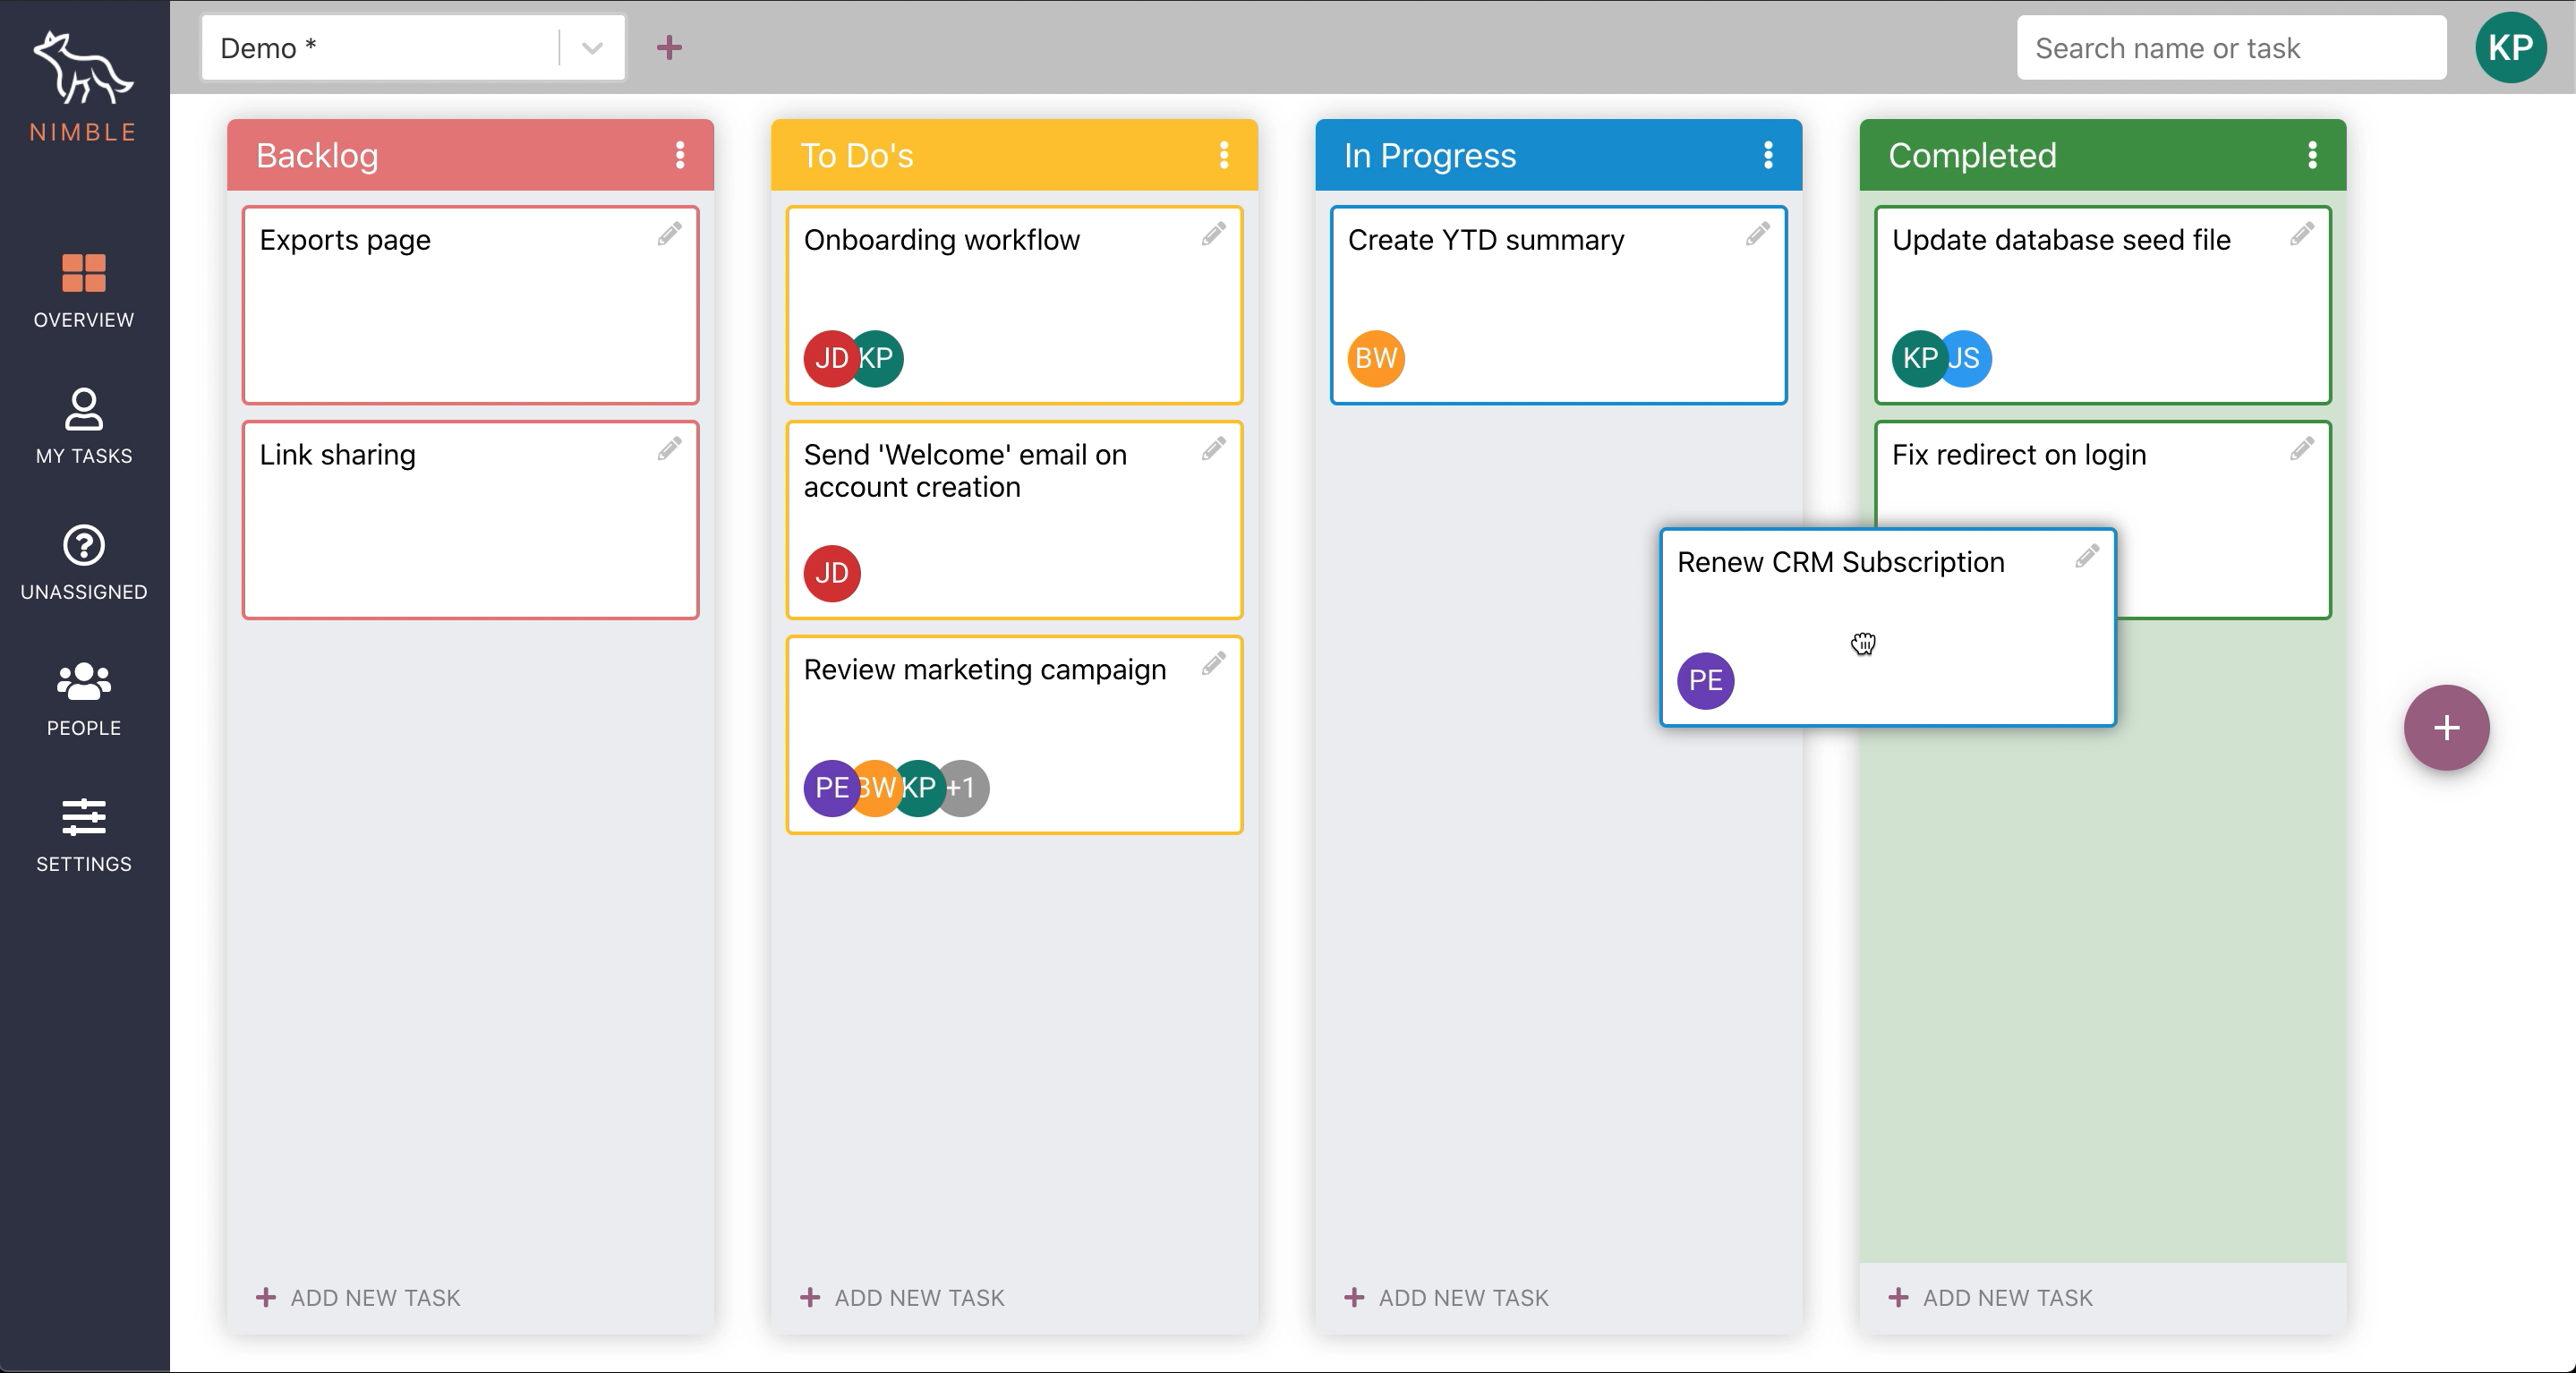 NIMBLE
OVERVIEW
MY TASKS
UNASSIGNED
PEOPLE
SETTINGS
Demo *
Search name or task
KP
Backlog
Exports page
Link sharing
ADD NEW TASK
To Do's
Onboarding workflow
JD KP
Send 'Welcome' email on
account creation
JD
Review marketing campaign
PE BW KP +1
ADD NEW TASK
In Progress
Create YTD summary
BW
Renew CRM Subscription
PE
ADD NEW TASK
Completed
Update database seed file
KP JS
Fix redirect on login
ADD NEW TASK